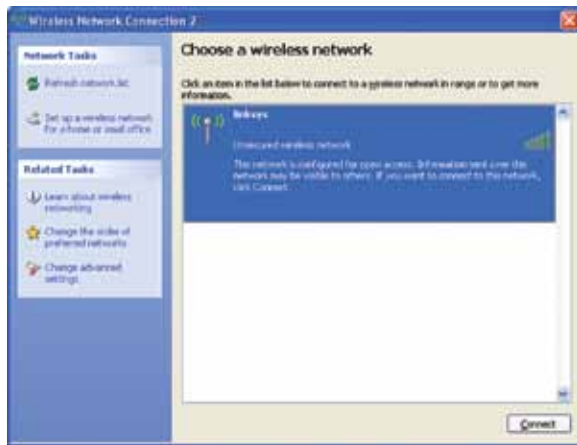 Wireless Network Connection 2
Network Tasks
Refresh network list
Set up a wireless network
for a home or small office
Related Tasks
Learn about wireless
networking
Change the order of
preferred networks
Change advanced
settings
Choose a wireless network
Click an item in the list below to connect to a wireless network in range or to get more
information.
linksys
Unsecured wireless network
This network is configured for open access. Information sent over this
network may be visible to others. If you want to connect to this network,
click Connect.
Connect